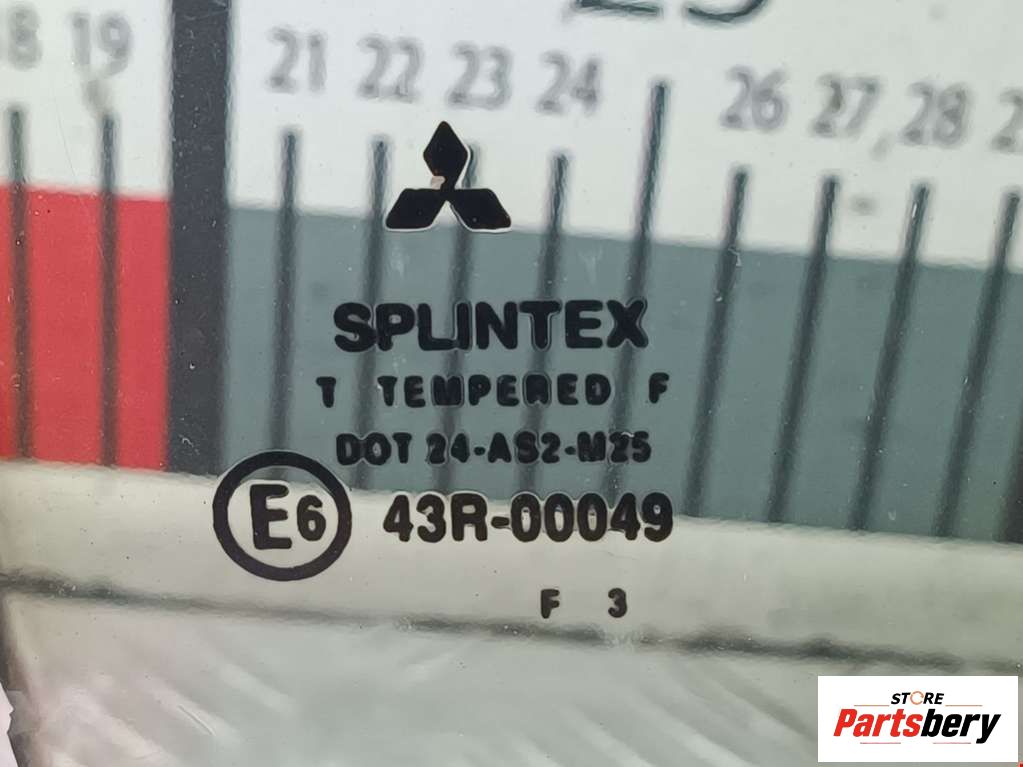 19 21 22 23 24 26 27 28
SPLINTEX
T TEMPERED F
DOT 24-AS2-M25
E6 43R-00049
F 3
STORE
Partsbery